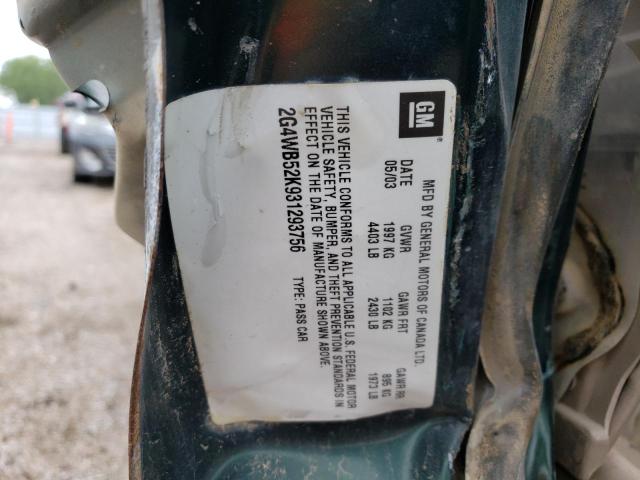 GM
MFD BY GENERAL MOTORS OF CANADA LTD.
DATE GVWR GAWR FRT GAWR RR
05/03 1997 KG 1102 KG 895 KG
4403 LB 2430 LB 1973 LB
THIS VEHICLE CONFORMS TO ALL APPLICABLE U.S. FEDERAL MOTOR
VEHICLE SAFETY, BUMPER, AND THEFT PREVENTION STANDARDS IN
EFFECT ON THE DATE OF MANUFACTURE SHOWN ABOVE.
2G4WB52K931293756 TYPE: PASS CAR